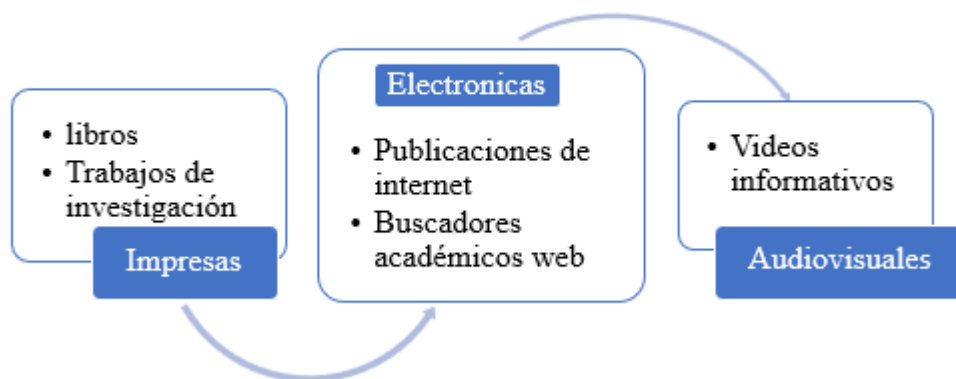 • libros
• Trabajos de
investigación
Impresas
Electronicas
• Publicaciones de
internet
• Buscadores
académicos web
• Videos
informativos
Audiovisuales